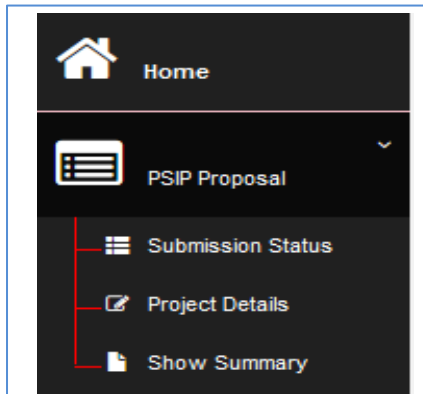 Home
PSIP Proposal
Submission Status
Project Details
Show Summary